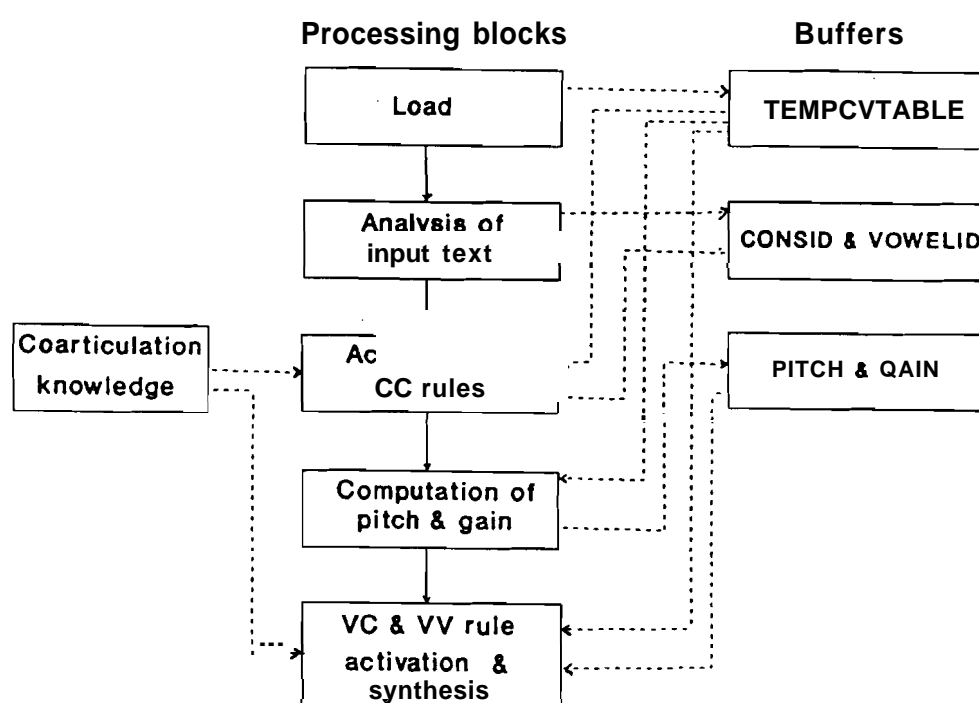 Processing blocks
Buffers
Load
TEMPCVTABLE
Analysis of
input text
CONSID & VOWELID
Coarticulation
knowledge
Ac
CC rules
PITCH & QAIN
Computation of
pitch & gain
VC & VV rule
activation &
synthesis